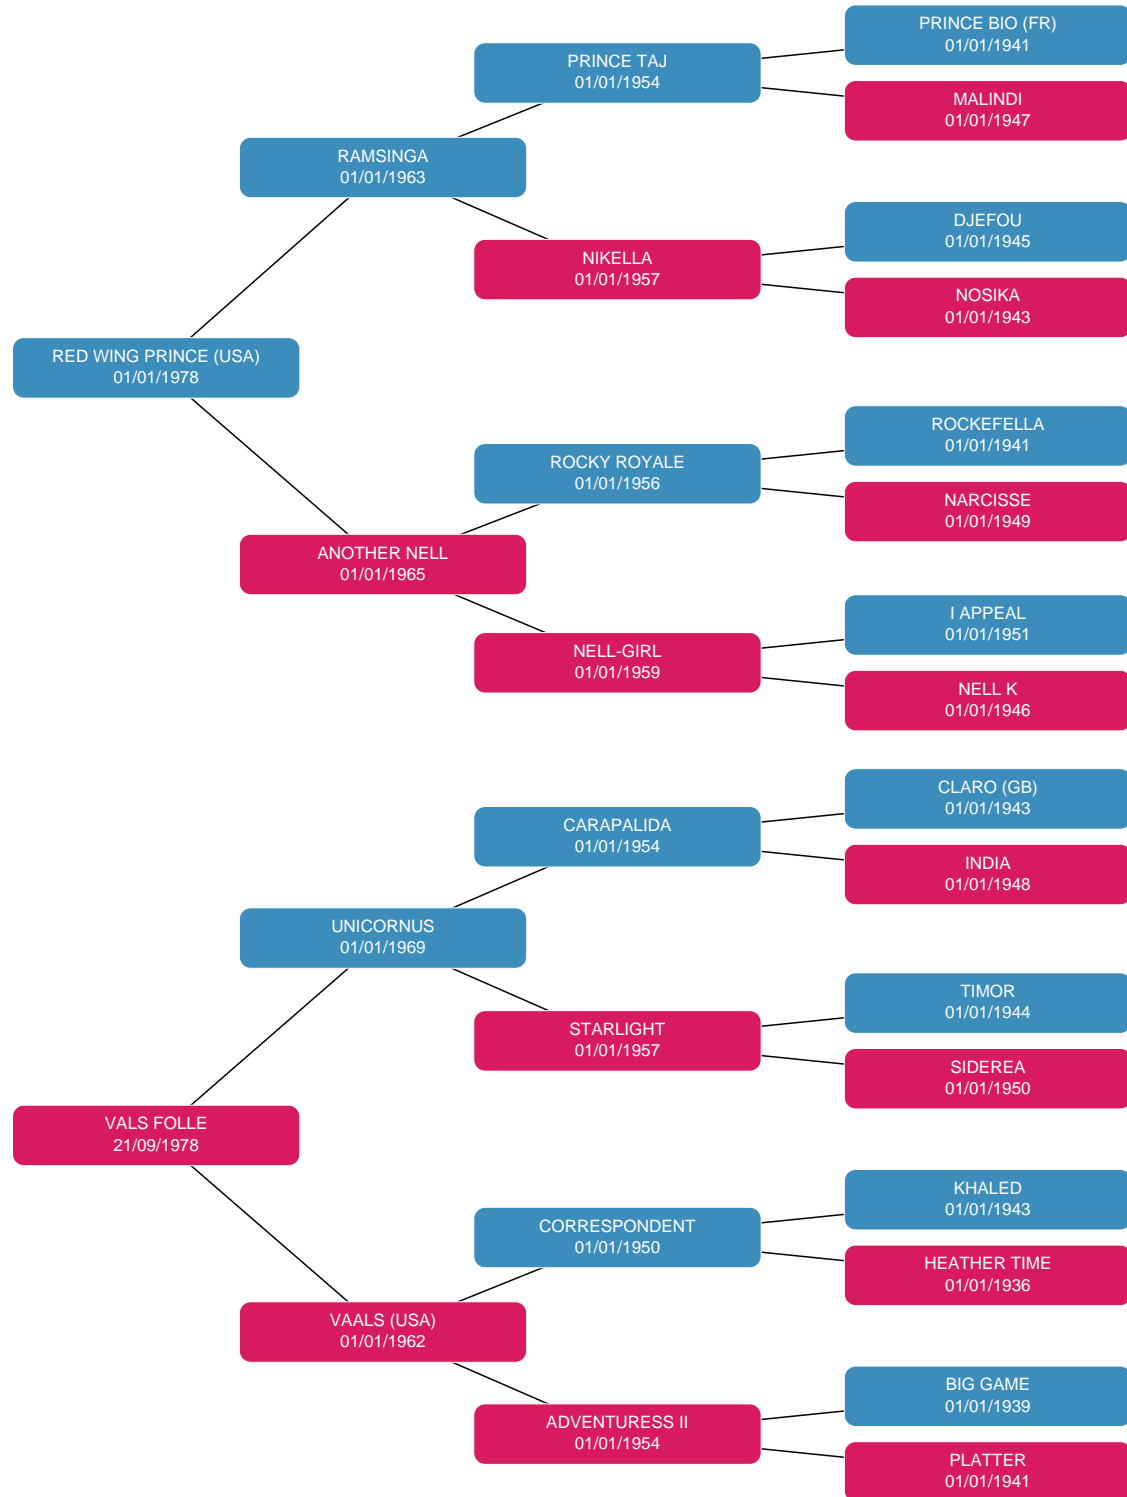 PRINCE BIO (FR)
01/01/1941
PRINCE TAJ
01/01/1954
MALINDI
01/01/1947
RAMSINGA
01/01/1963
DJEFOU
01/01/1945
NIKELLA
01/01/1957
NOSIKA
01/01/1943
RED WING PRINCE (USA)
01/01/1978
ROCKEFELLA
01/01/1941
ROCKY ROYALE
01/01/1956
NARCISSE
01/01/1949
ANOTHER NELL
01/01/1965
I APPEAL
01/01/1951
NELL-GIRL
01/01/1959
NELL K
01/01/1946
CLARO (GB)
01/01/1943
CARAPALIDA
01/01/1954
INDIA
01/01/1948
UNICORNUS
01/01/1969
TIMOR
01/01/1944
STARLIGHT
01/01/1957
SIDEREA
01/01/1950
VALS FOLLE
21/09/1978
KHALED
01/01/1943
CORRESPONDENT
01/01/1950
HEATHER TIME
01/01/1936
VAALS (USA)
01/01/1962
BIG GAME
01/01/1939
ADVENTURESS II
01/01/1954
PLATTER
01/01/1941